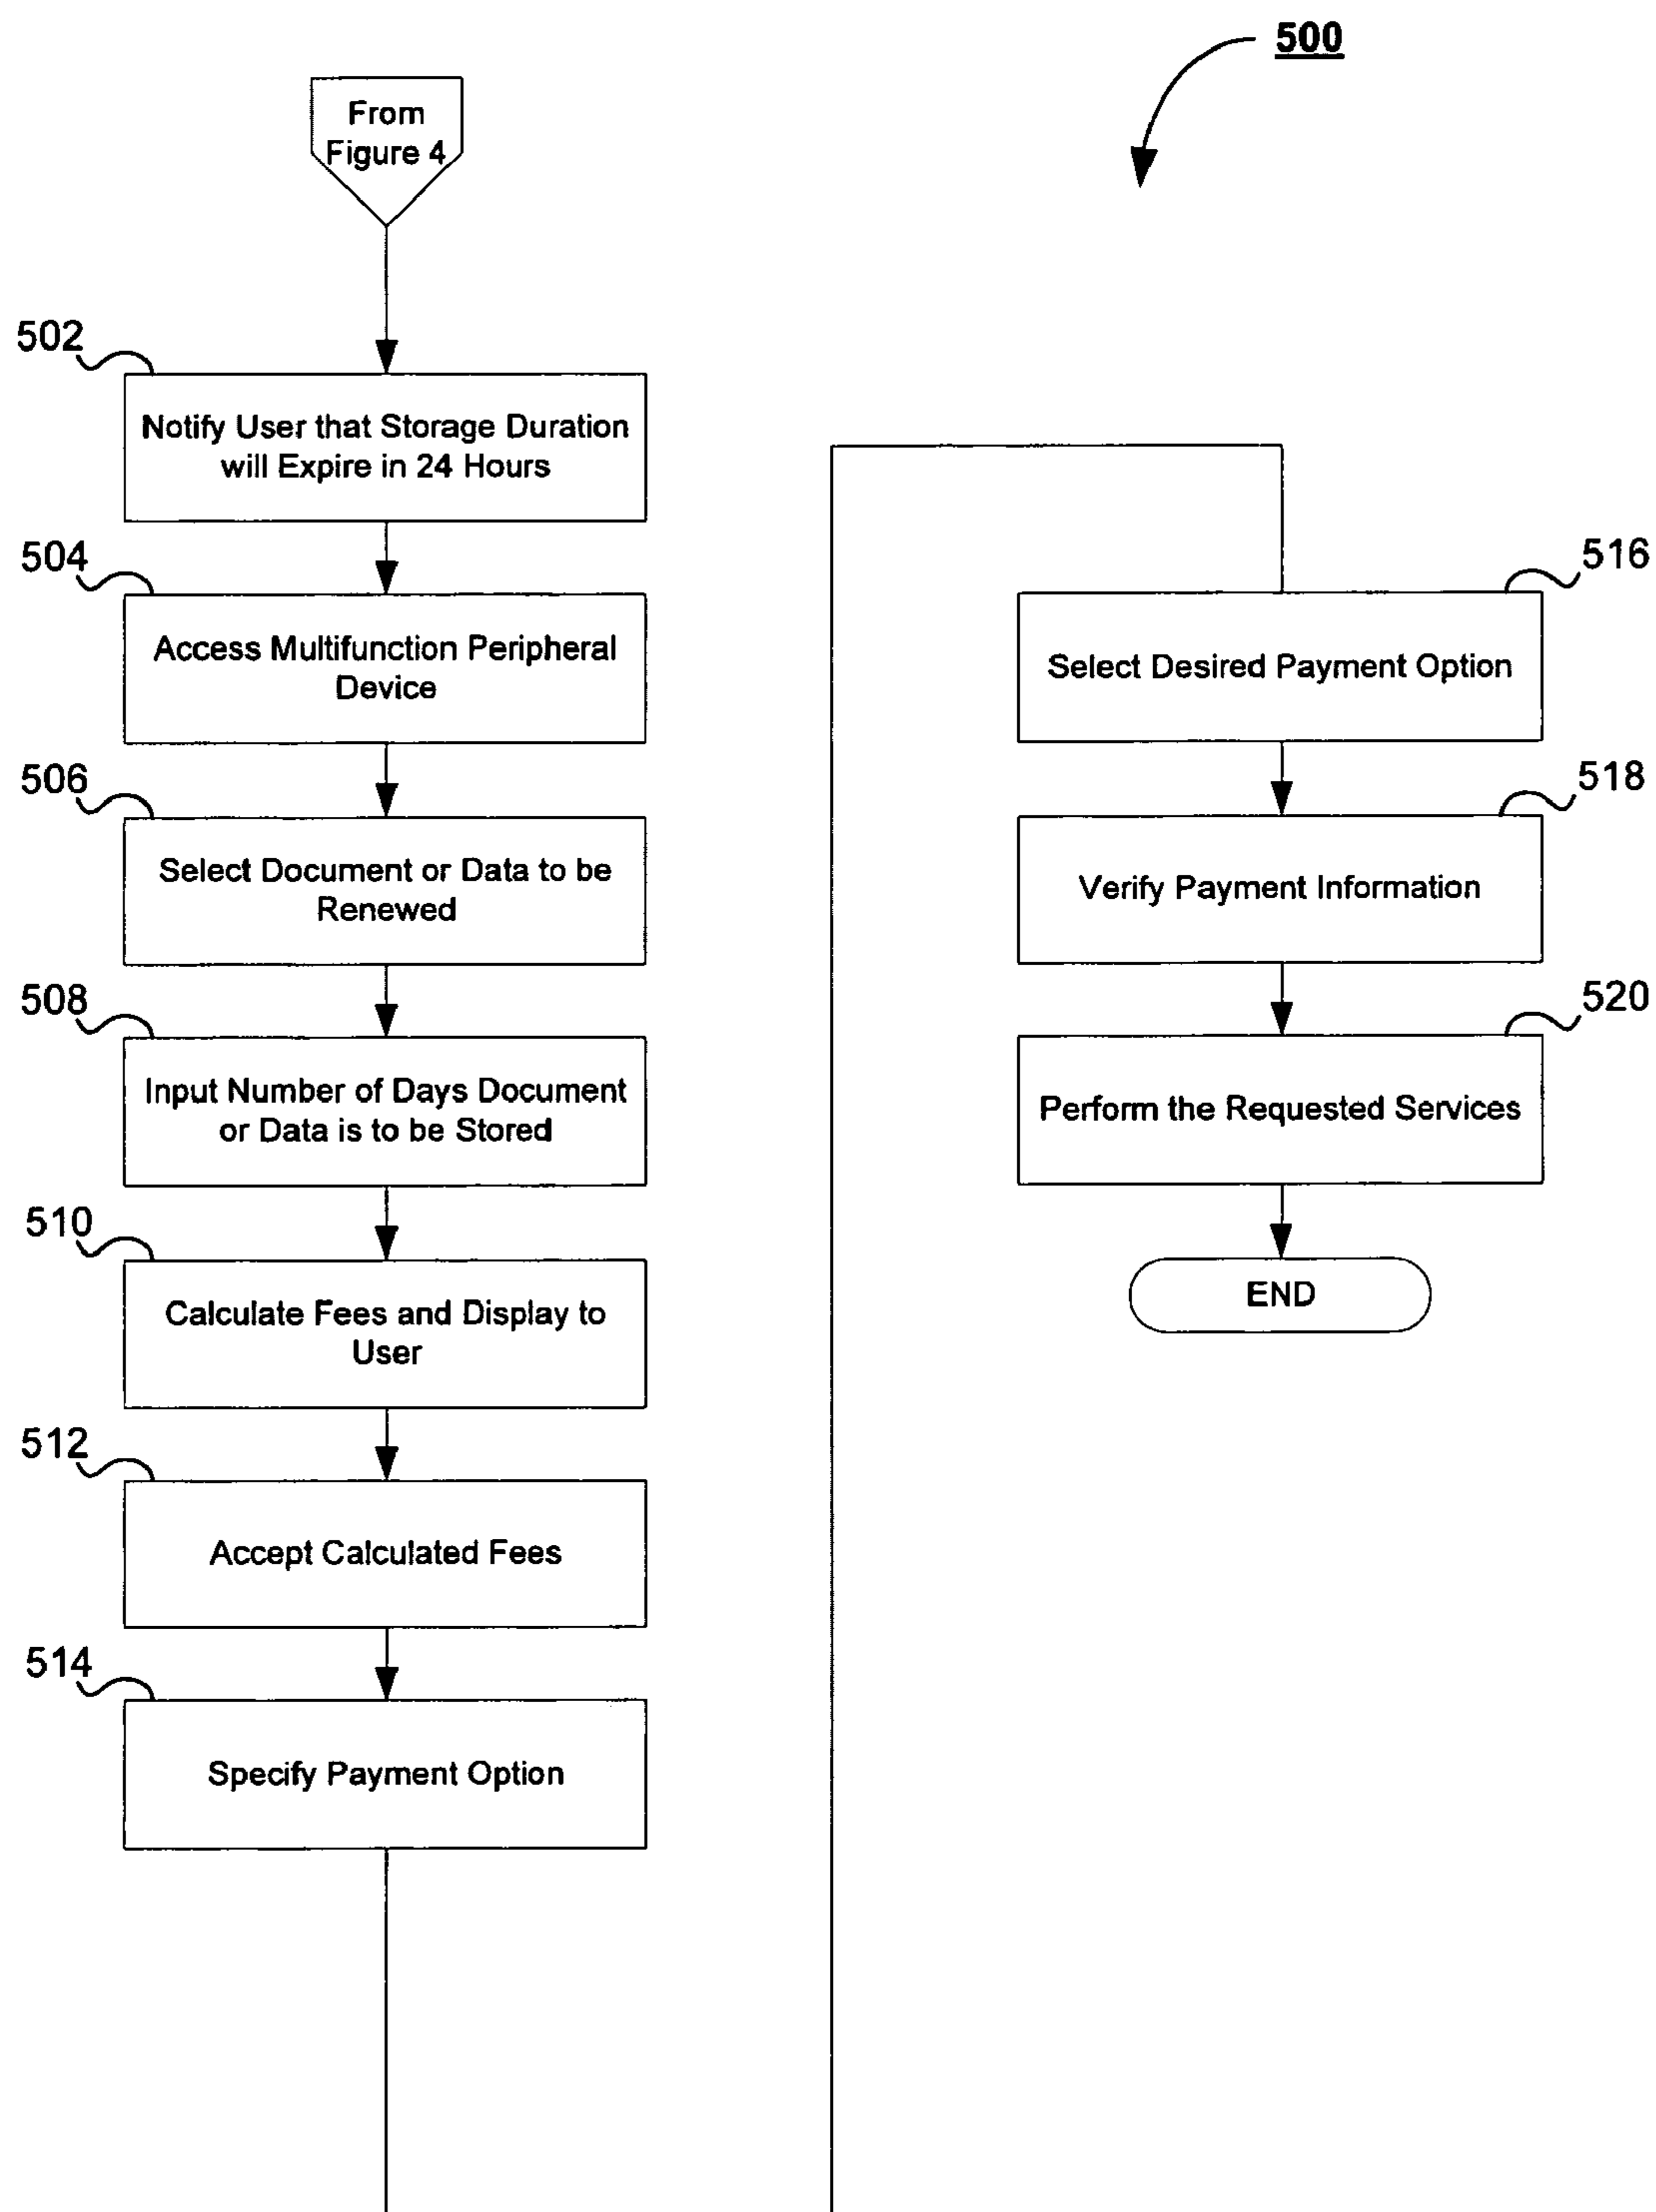 500
From
Figure 4
502
Notify User that Storage Duration
will Expire in 24 Hours
504
Access Multifunction Peripheral
Device
506
Select Document or Data to be
Renewed
508
Input Number of Days Document
or Data is to be Stored
510
Calculate Fees and Display to
User
512
Accept Calculated Fees
514
Specify Payment Option
516
Select Desired Payment Option
518
Verify Payment Information
520
Perform the Requested Services
END